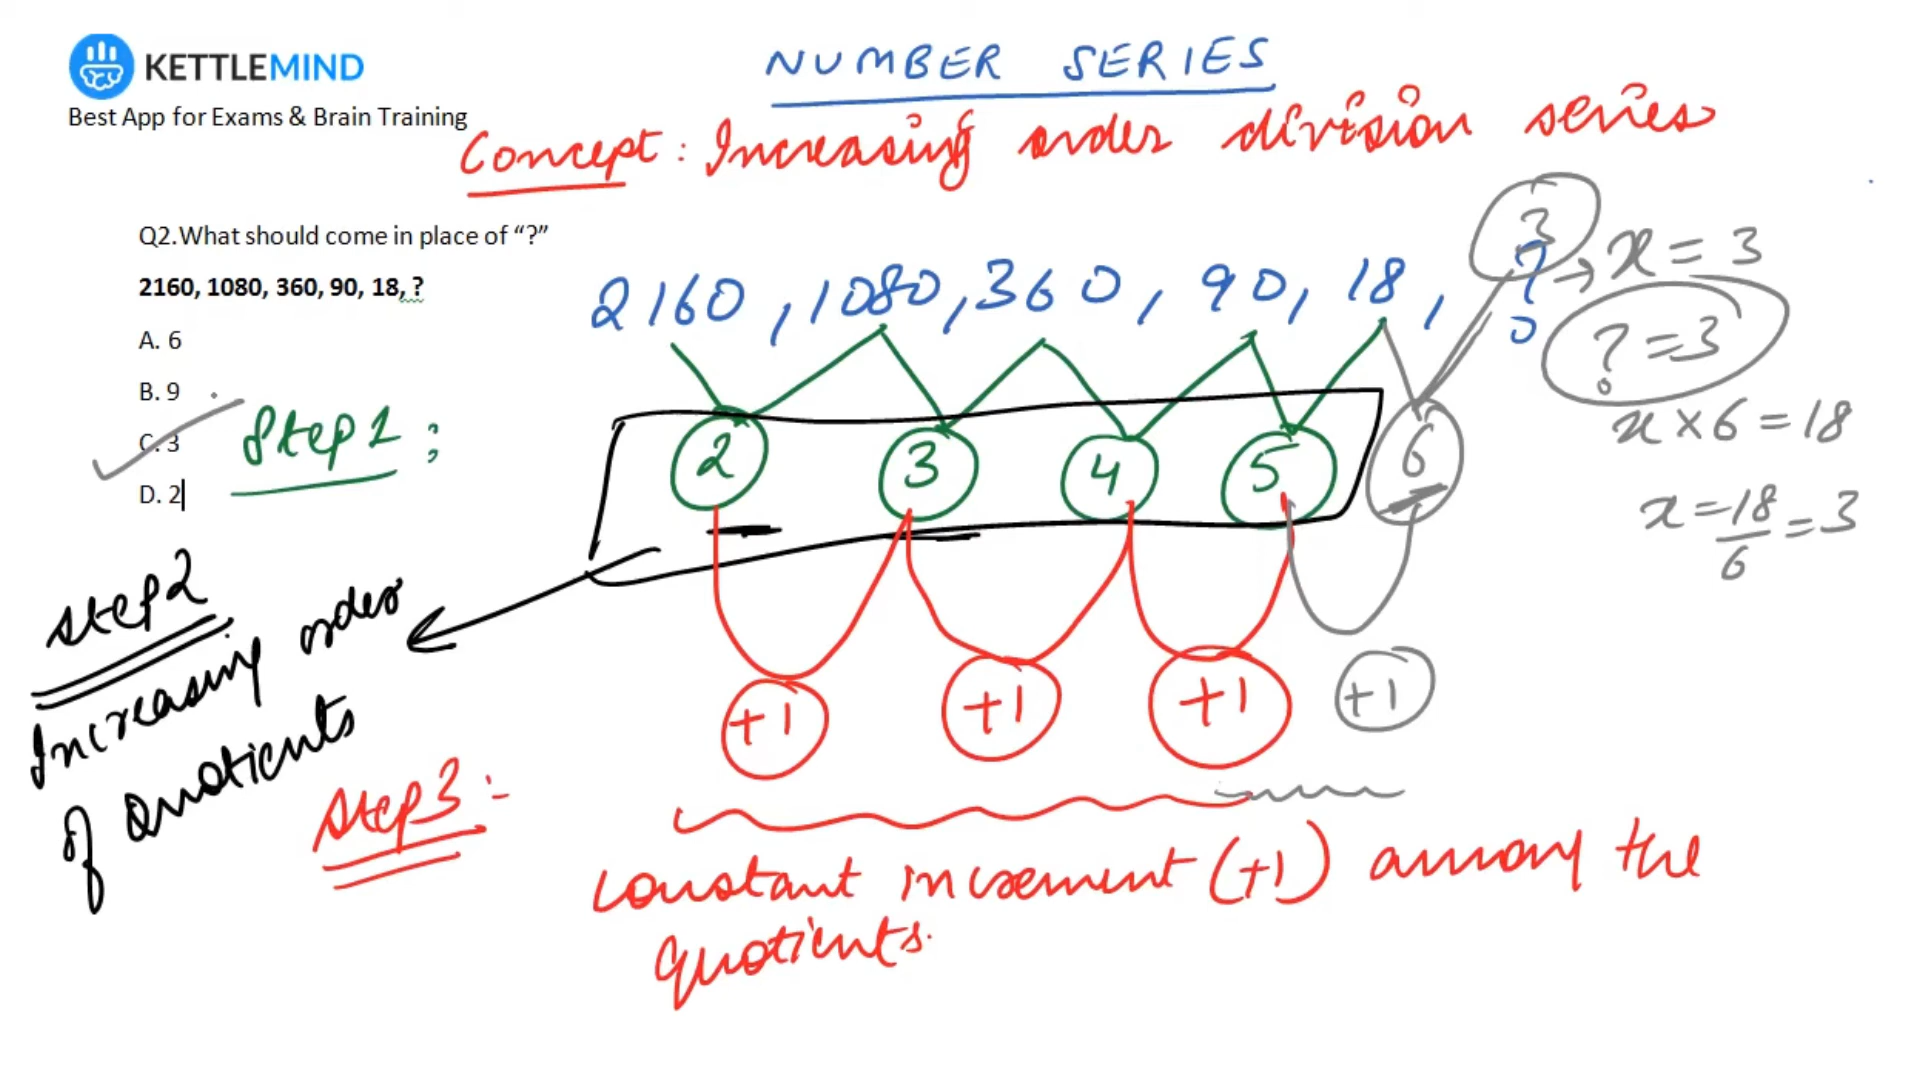 KETTLEMIND
Best App for Exams & Brain Training
NUMBER SERIES
Concept: Increasing order division series
Q2.What should come in place of “?”
2160, 1080, 360, 90, 18, ?
A. 6
B. 9
C. 3
D. 2
2160, 1080, 360, 90, 18, ?
3
x = 3
? = 3
x × 6 = 18
x = 18/6 = 3
Step 1:
2 3 4 5 6
+1 +1 +1 +1
Step 2
Increasing order
of quotients
Step 3:-
constant increment (+1) among the
quotients.